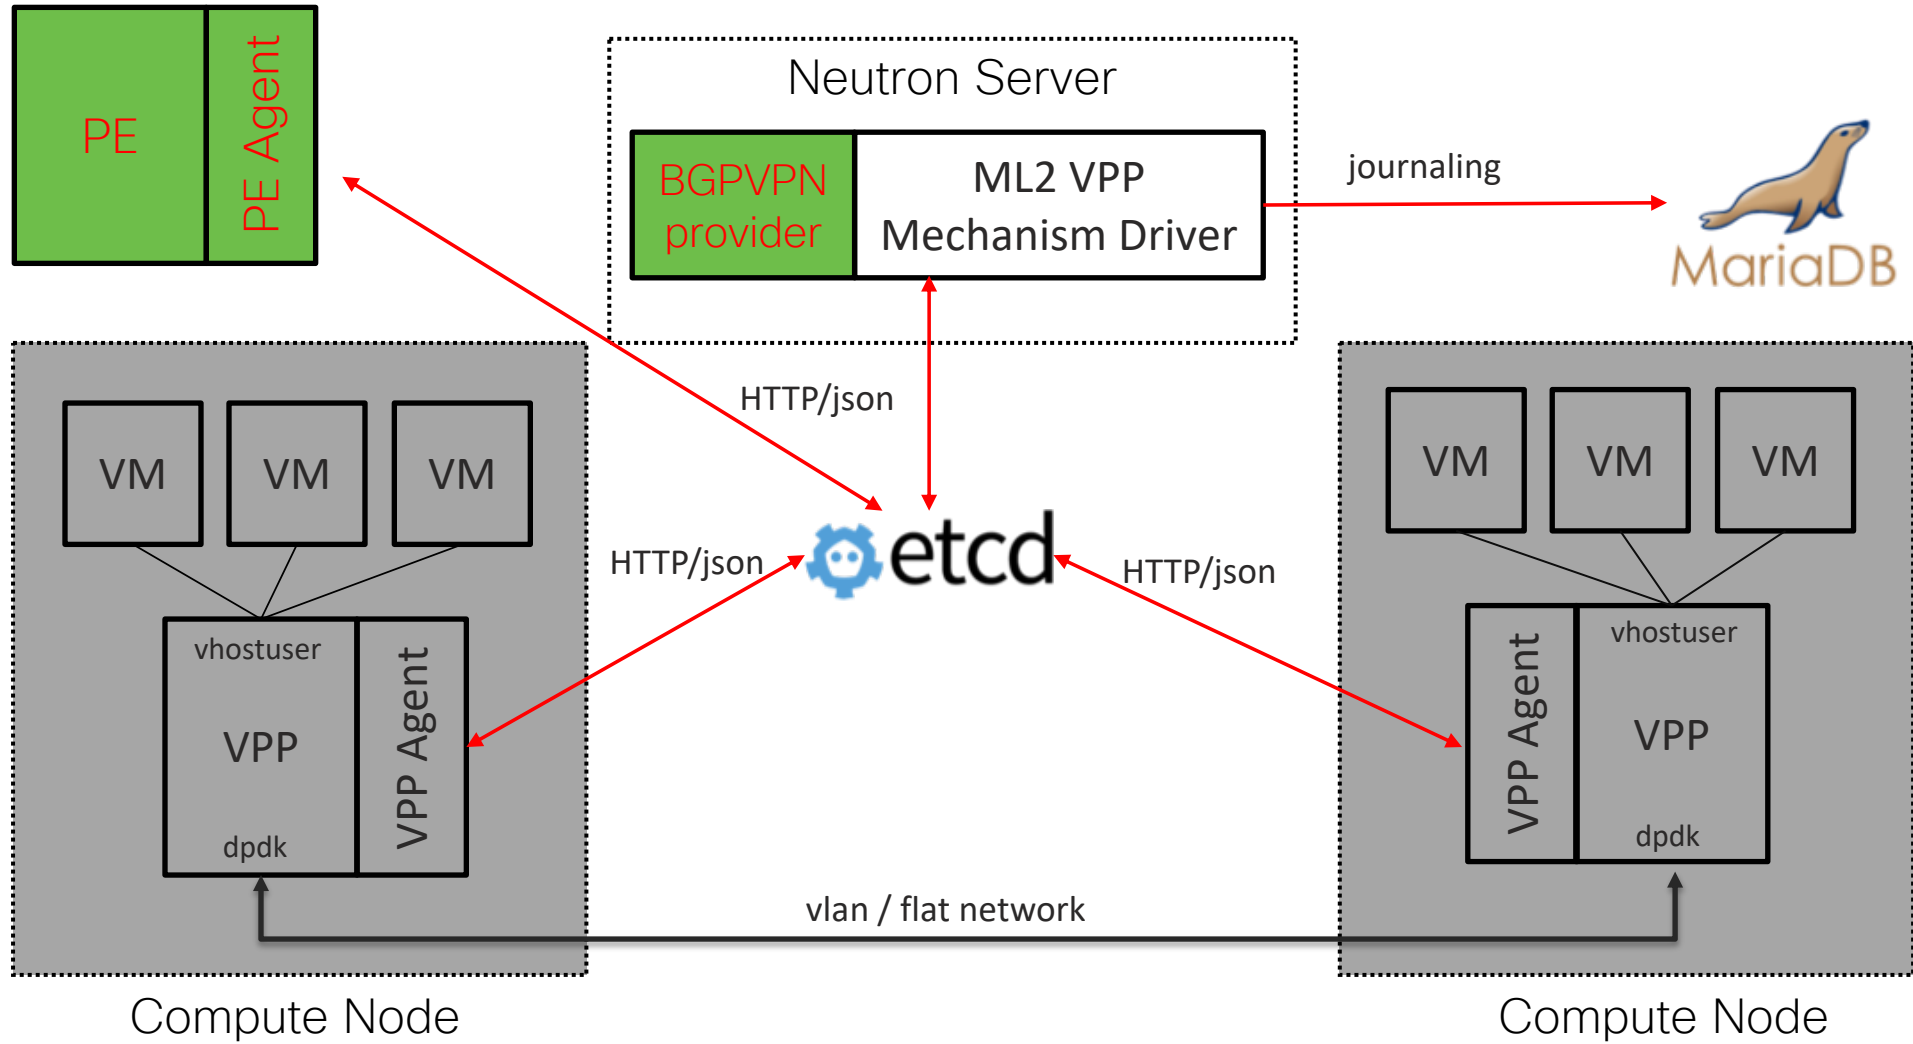 PE
PE Agent
Neutron Server
BGPVPN
provider
ML2 VPP
Mechanism Driver
journaling
MariaDB
HTTP/json
VM
VM
VM
VM
VM
VM
HTTP/json
etcd
HTTP/json
vhostuser
VPP
dpdk
VPP Agent
VPP Agent
vhostuser
VPP
dpdk
vlan / flat network
Compute Node
Compute Node